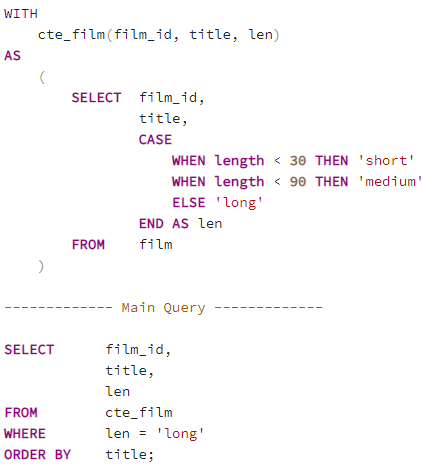 WITH
    cte_film(film_id, title, len)
AS
    (
        SELECT  film_id,
                title,
                CASE
                    WHEN length < 30 THEN 'short'
                    WHEN length < 90 THEN 'medium'
                    ELSE 'long'
                END AS len
        FROM    film
    )
------------- Main Query -------------
SELECT      film_id,
            title,
            len
FROM        cte_film
WHERE       len = 'long'
ORDER BY    title;